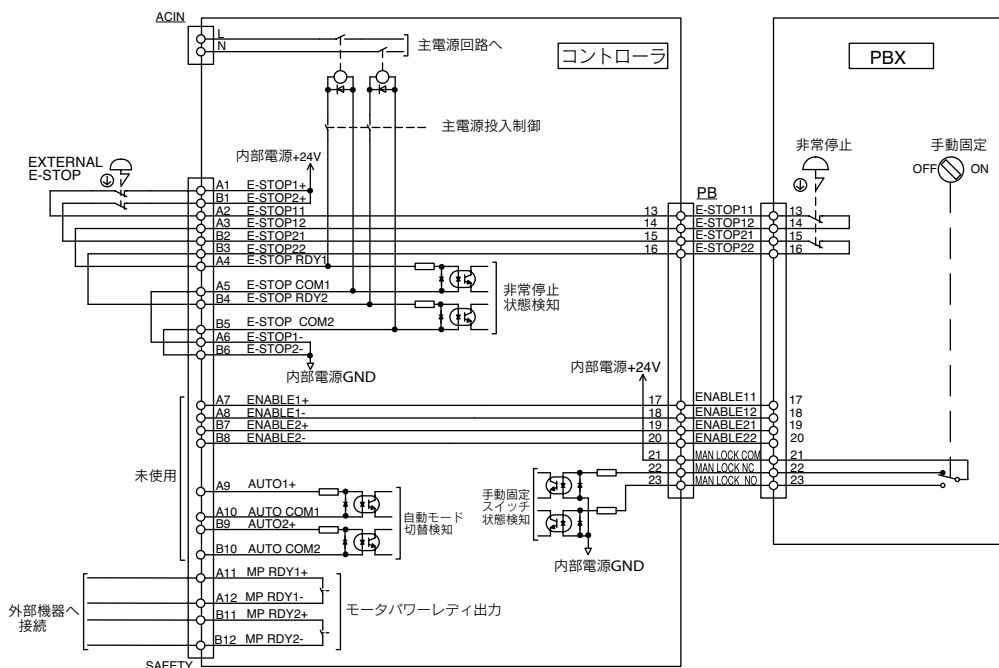 ACIN
L
N
主電源回路へ
コントローラ
PBX
主電源投入制御
内部電源+24V
EXTERNAL
E-STOP
非常停止
手動固定
OFF
ON
PB
A1 E-STOP1+
B1 E-STOP2+
A2 E-STOP11
A3 E-STOP12
B2 E-STOP21
B3 E-STOP22
A4 E-STOP RDY1
A5 E-STOP COM1
B4 E-STOP RDY2
B5 E-STOP COM2
A6 E-STOP1-
B6 E-STOP2-
非常停止
状態検知
内部電源GND
13 E-STOP11 13
14 E-STOP12 14
15 E-STOP21 15
16 E-STOP22 16
内部電源+24V
A7 ENABLE1+
A8 ENABLE1-
B7 ENABLE2+
B8 ENABLE2-
17 ENABLE11 17
18 ENABLE12 18
19 ENABLE21 19
20 ENABLE22 20
21 MAN LOCK COM 21
22 MAN LOCK NC 22
23 MAN LOCK NO 23
未使用
A9 AUTO1+
A10 AUTO COM1
B9 AUTO2+
B10 AUTO COM2
自動モード
切替検知
手動固定
スイッチ
状態検知
内部電源GND
A11 MP RDY1+
A12 MP RDY1-
B11 MP RDY2+
B12 MP RDY2-
外部機器へ
接続
モータパワーレディ出力
SAFETY